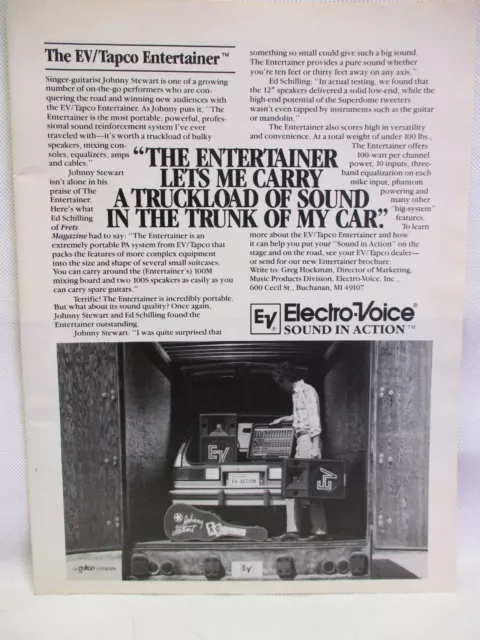 The EV/Tapco Entertainer™
Singer-guitarist Johnny Stewart is one of a growing
number of on-the-go performers who are con-
quering the road and winning new audiences with
the EV/Tapco Entertainer. As Johnny puts it, "The
Entertainer is the most portable, powerful, profes-
sional sound reinforcement system I've ever
traveled with—it's worth a truckload of bulky
speakers, mixing con-
soles, equalizers, amps
and cables."
Johnny Stewart
isn't alone in his
praise of The
Entertainer.
Here's what
Ed Schilling
of Frets
Magazine had to say: "The Entertainer is an
extremely portable PA system from EV/Tapco that
packs the features of more complex equipment
into the size and shape of several small suitcases.
You can carry around the (Entertainer's) 100M
mixing board and two 100S speakers as easily as you
can carry spare guitars."
Terrific! The Entertainer is incredibly portable.
But what about its sound quality? Once again,
Johnny Stewart and Ed Schilling found the
Entertainer outstanding.
Johnny Stewart: "I was quite surprised that
"THE ENTERTAINER
LETS ME CARRY
A TRUCKLOAD OF SOUND
IN THE TRUNK OF MY CAR."
something so small could give such a big sound.
The Entertainer provides a pure sound whether
you're ten feet or thirty feet away on any axis."
Ed Schilling: "In actual testing, we found that
the 12" speakers delivered a solid low-end, while the
high-end potential of the Superdome tweeters
wasn't even tapped by instruments such as the guitar
or mandolin."
The Entertainer also scores high in versatility
and convenience. At a total weight of under 100 lbs.,
The Entertainer offers
100-watt per channel
power, 10 inputs, three-
band equalization on each
mike input, phantom
powering and
many other
"big-system"
features.
To learn
more about the EV/Tapco Entertainer and how
it can help you put your "Sound in Action" on the
stage and on the road, see your EV/Tapco dealer—
or send for our new Entertainer brochure.
Write to: Greg Hockman, Director of Marketing,
Music Products Division, Electro-Voice, Inc.,
600 Cecil St., Buchanan, MI 49107
EV® Electro-Voice®
SOUND IN ACTION™
EV
EV-ACTION
EV
Johnny
Stewart
a gulton company
EV